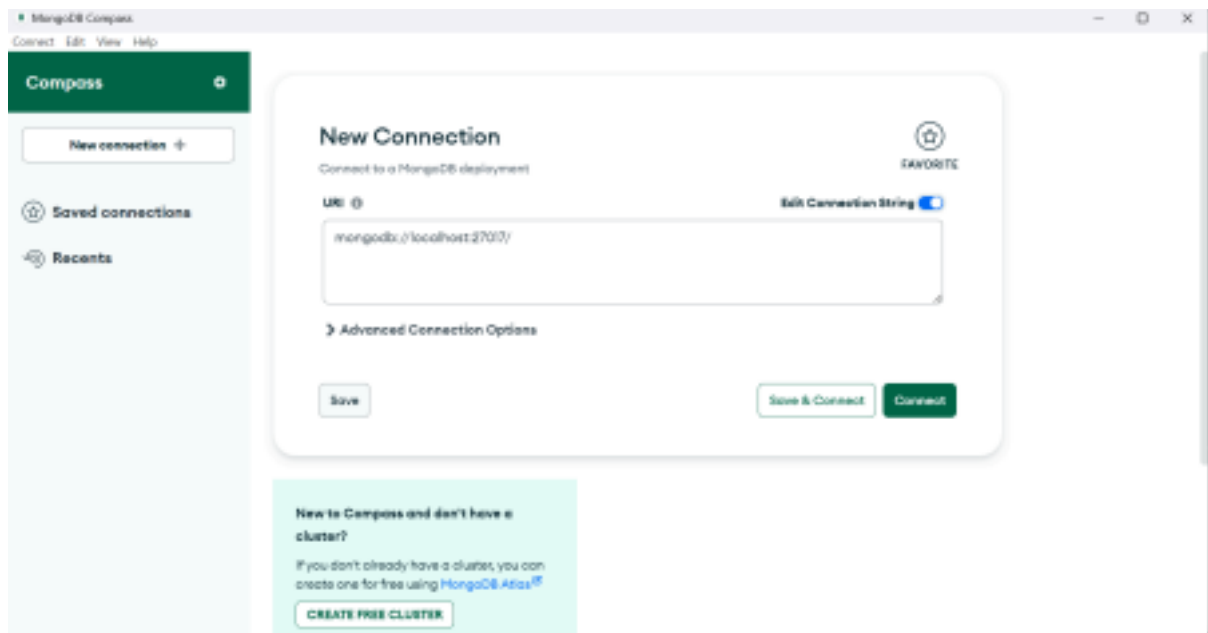 MongoDB Compass
Connect Edit View Help
Compass
New connection +
Saved connections
Recents
New Connection
Connect to a MongoDB deployment
FAVORITE
URI
Edit Connection String
mongodb://localhost:27017/
Advanced Connection Options
Save
Save & Connect
Connect
New to Compass and don't have a
cluster?
If you don't already have a cluster, you can
create one for free using MongoDB Atlas
CREATE FREE CLUSTER